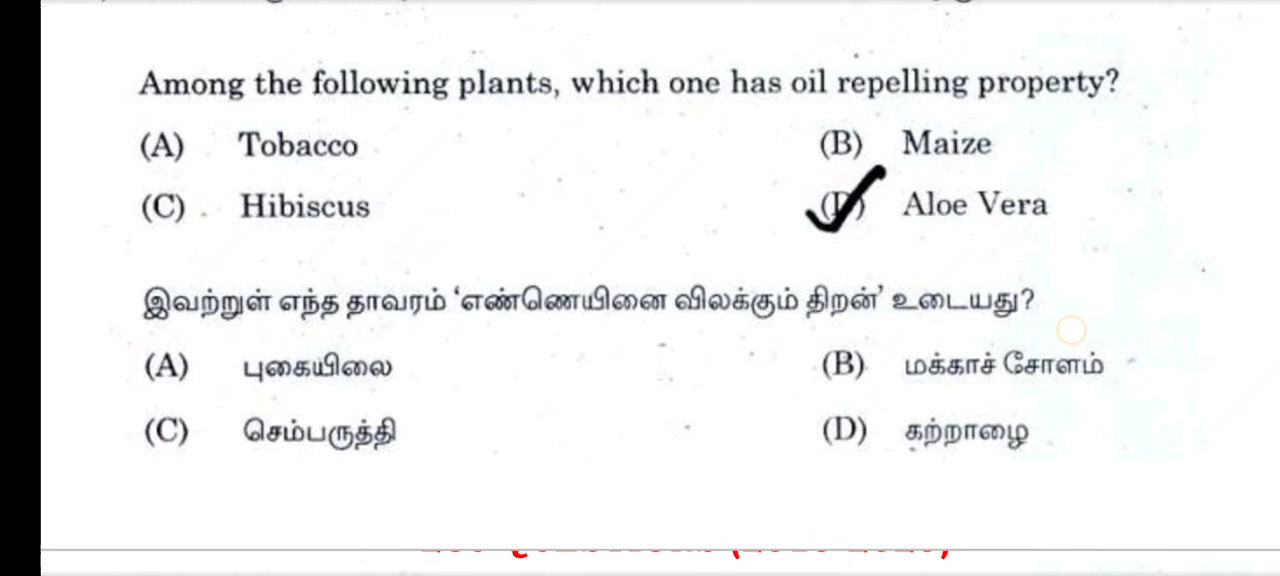 Among the following plants, which one has oil repelling property?
(A) Tobacco (B) Maize
(C) Hibiscus (D) Aloe Vera
இவற்றுள் எந்த தாவரம் ‘எண்ணெயினை விலக்கும் திறன்’ உடையது?
(A) புகையிலை (B) மக்காச் சோளம்
(C) செம்பருத்தி (D) கற்றாழை